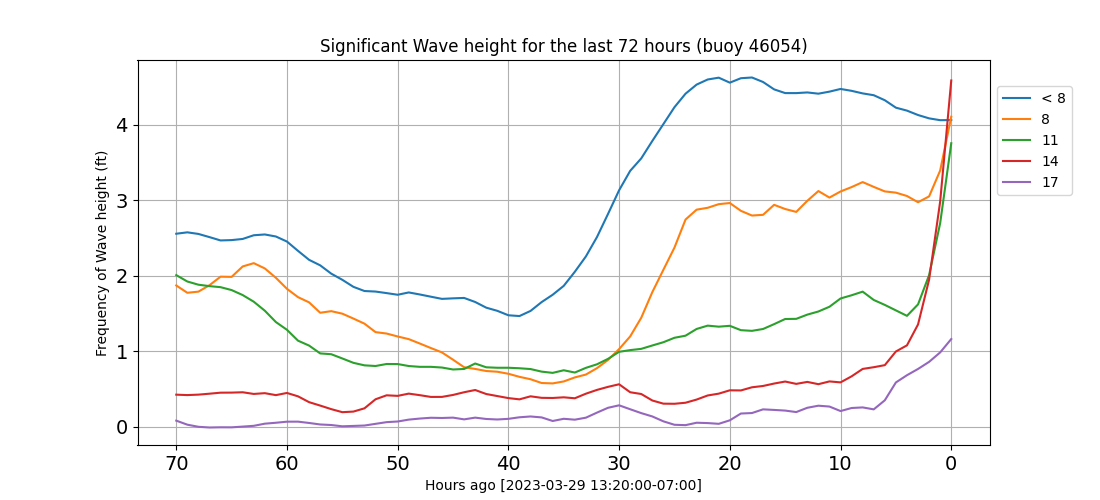 Significant Wave height for the last 72 hours (buoy 46054)
Frequency of Wave height (ft)
4
3
2
1
0
70 60 50 40 30 20 10 0
Hours ago [2023-03-29 13:20:00-07:00]
< 8
8
11
14
17